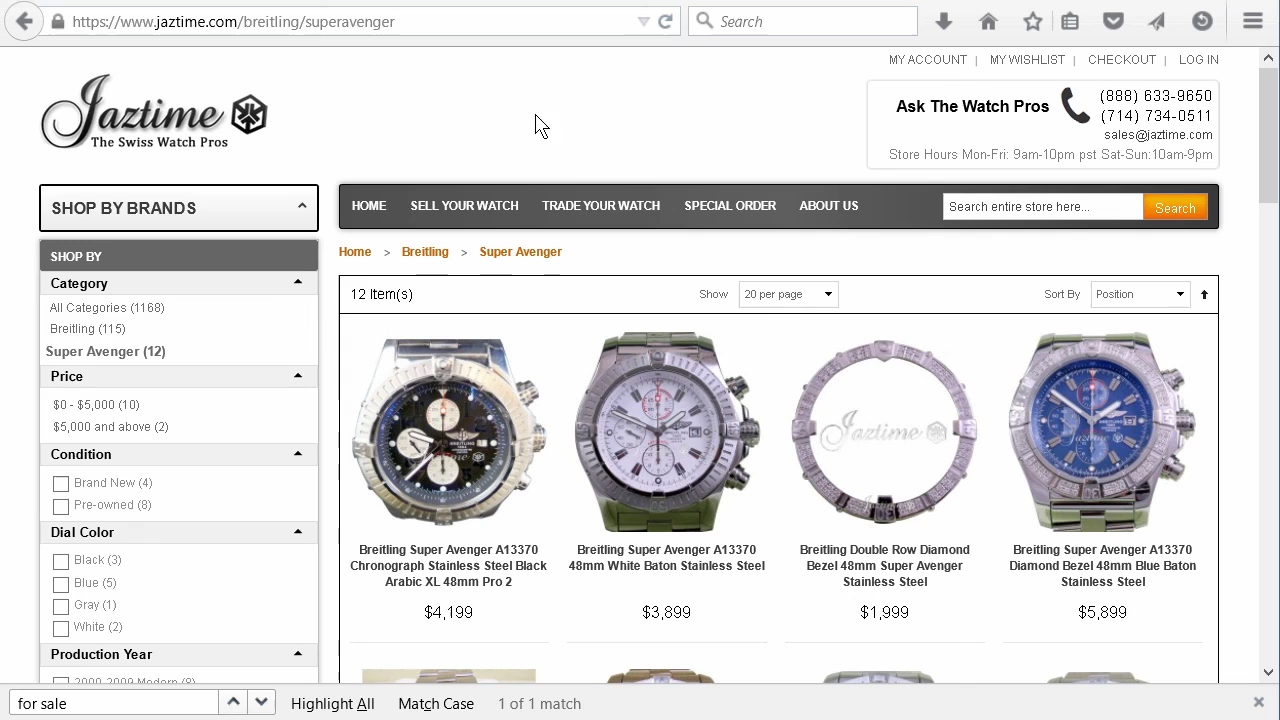 https://www.jaztime.com/breitling/superavenger
Search
MY ACCOUNT | MY WISHLIST | CHECKOUT | LOG IN
Jaztime
The Swiss Watch Pros
Ask The Watch Pros
(888) 633-9650
(714) 734-0511
sales@jaztime.com
Store Hours Mon-Fri: 9am-10pm pst Sat-Sun:10am-9pm
SHOP BY BRANDS
HOME SELL YOUR WATCH TRADE YOUR WATCH SPECIAL ORDER ABOUT US
Search entire store here...
Search
Home > Breitling > Super Avenger
SHOP BY
Category
All Categories (1168)
Breitling (115)
Super Avenger (12)
Price
$0 - $5,000 (10)
$5,000 and above (2)
Condition
Brand New (4)
Pre-owned (8)
Dial Color
Black (3)
Blue (5)
Gray (1)
White (2)
Production Year
2000-2009 Modern (9)
12 Item(s)
Show 20 per page
Sort By Position
Jaztime
Breitling Super Avenger A13370
Chronograph Stainless Steel Black
Arabic XL 48mm Pro 2
$4,199
Breitling Super Avenger A13370
48mm White Baton Stainless Steel
$3,899
Breitling Double Row Diamond
Bezel 48mm Super Avenger
Stainless Steel
$1,999
Breitling Super Avenger A13370
Diamond Bezel 48mm Blue Baton
Stainless Steel
$5,899
for sale
Highlight All
Match Case
1 of 1 match